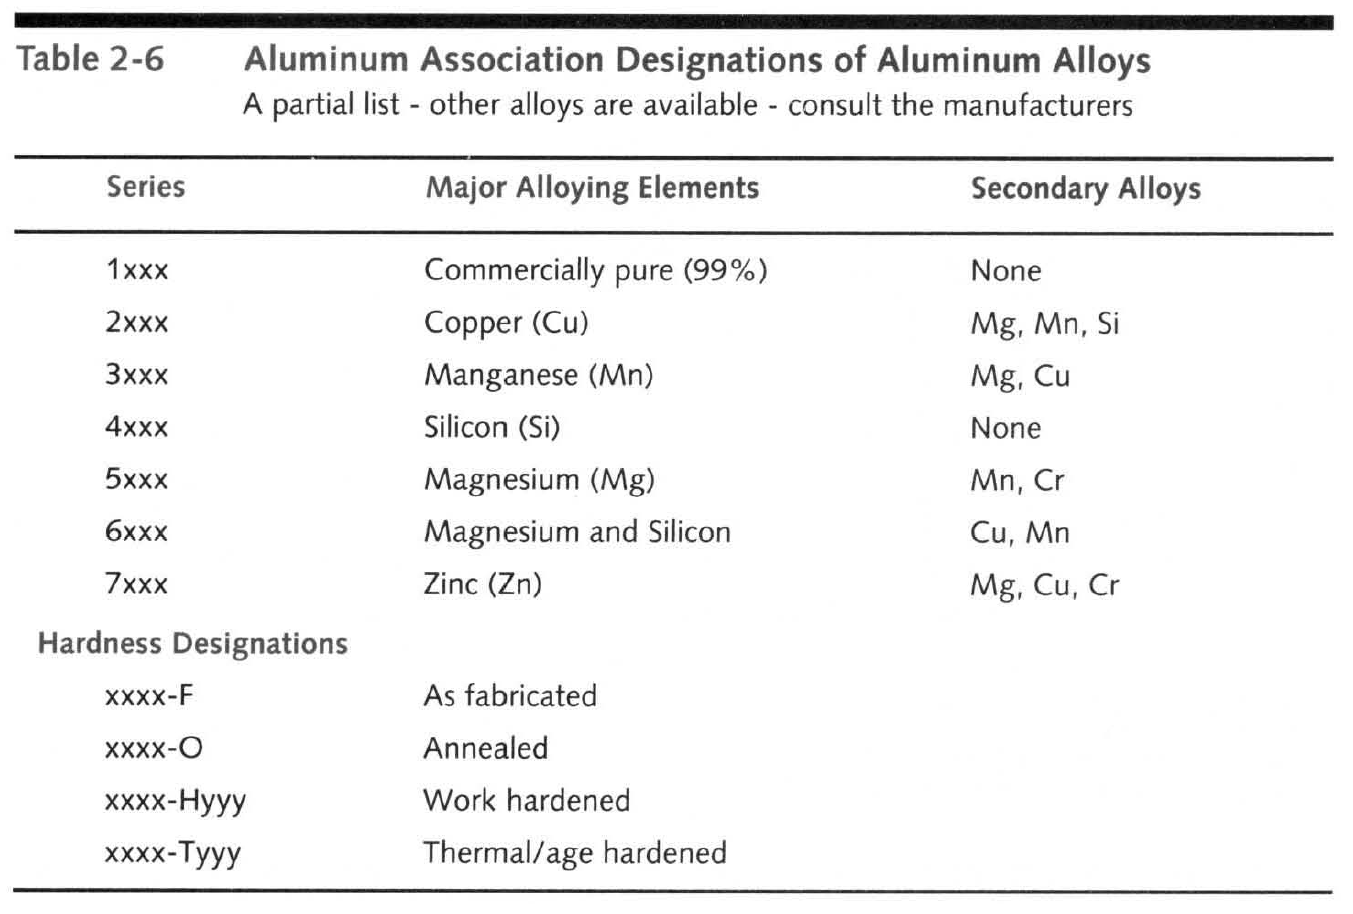 Table 2-6 Aluminum Association Designations of Aluminum Alloys
A partial list - other alloys are available - consult the manufacturers
Series Major Alloying Elements Secondary Alloys
1xxx Commercially pure (99%) None
2xxx Copper (Cu) Mg, Mn, Si
3xxx Manganese (Mn) Mg, Cu
4xxx Silicon (Si) None
5xxx Magnesium (Mg) Mn, Cr
6xxx Magnesium and Silicon Cu, Mn
7xxx Zinc (Zn) Mg, Cu, Cr
Hardness Designations
xxxx-F As fabricated
xxxx-O Annealed
xxxx-Hyyy Work hardened
xxxx-Tyyy Thermal/age hardened